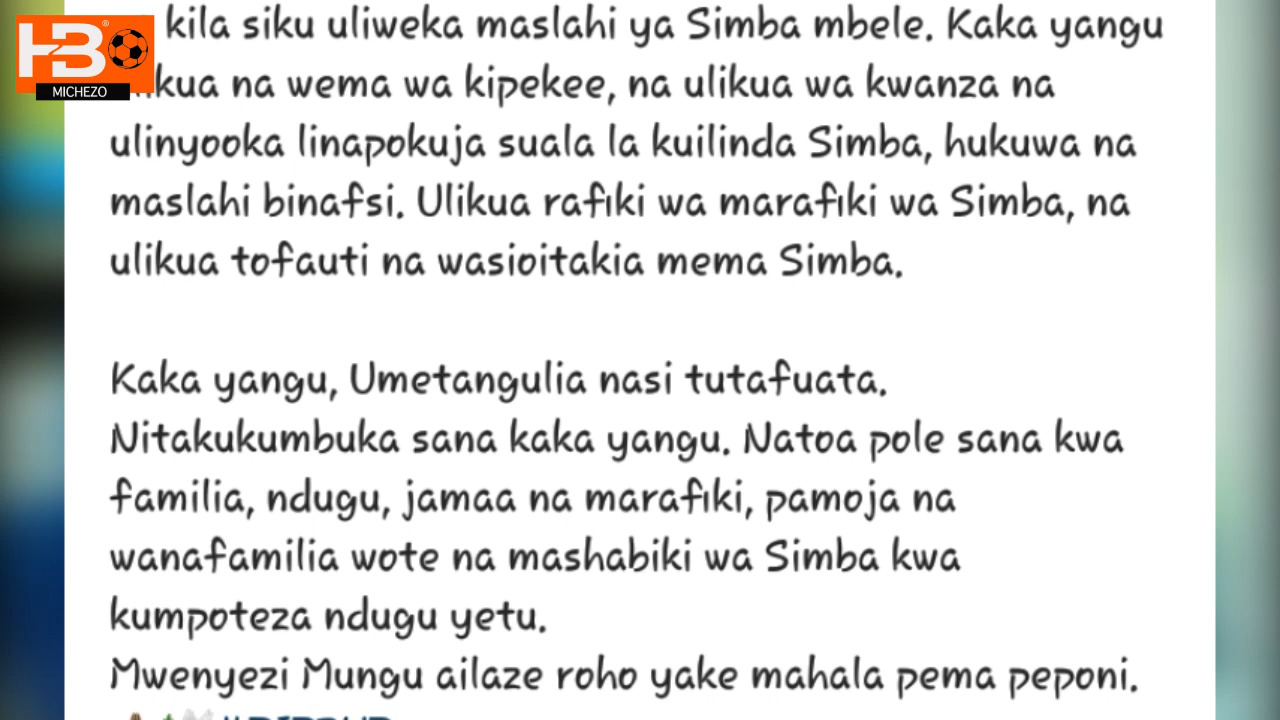 HB
MICHEZO
kila siku uliweka maslahi ya Simba mbele. Kaka yangu
na wema wa kipekee, na ulikua wa kwanza na
ulinyooka linapokuja suala la kuilinda Simba, hukuwa na
maslahi binafsi. Ulikua rafiki wa marafiki wa Simba, na
ulikua tofauti na wasioitakia mema Simba.
Kaka yangu, Umetangulia nasi tutafuata.
Nitakukumbuka sana kaka yangu. Natoa pole sana kwa
familia, ndugu, jamaa na marafiki, pamoja na
wanafamilia wote na mashabiki wa Simba kwa
kumpoteza ndugu yetu.
Mwenyezi Mungu ailaze roho yake mahala pema peponi.